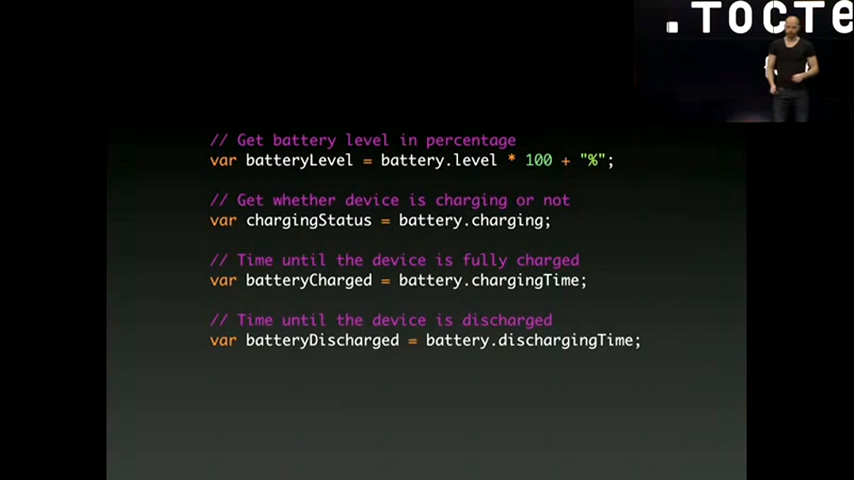 .тосте
// Get battery level in percentage
var batteryLevel = battery.level * 100 + "%";
// Get whether device is charging or not
var chargingStatus = battery.charging;
// Time until the device is fully charged
var batteryCharged = battery.chargingTime;
// Time until the device is discharged
var batteryDischarged = battery.dischargingTime;